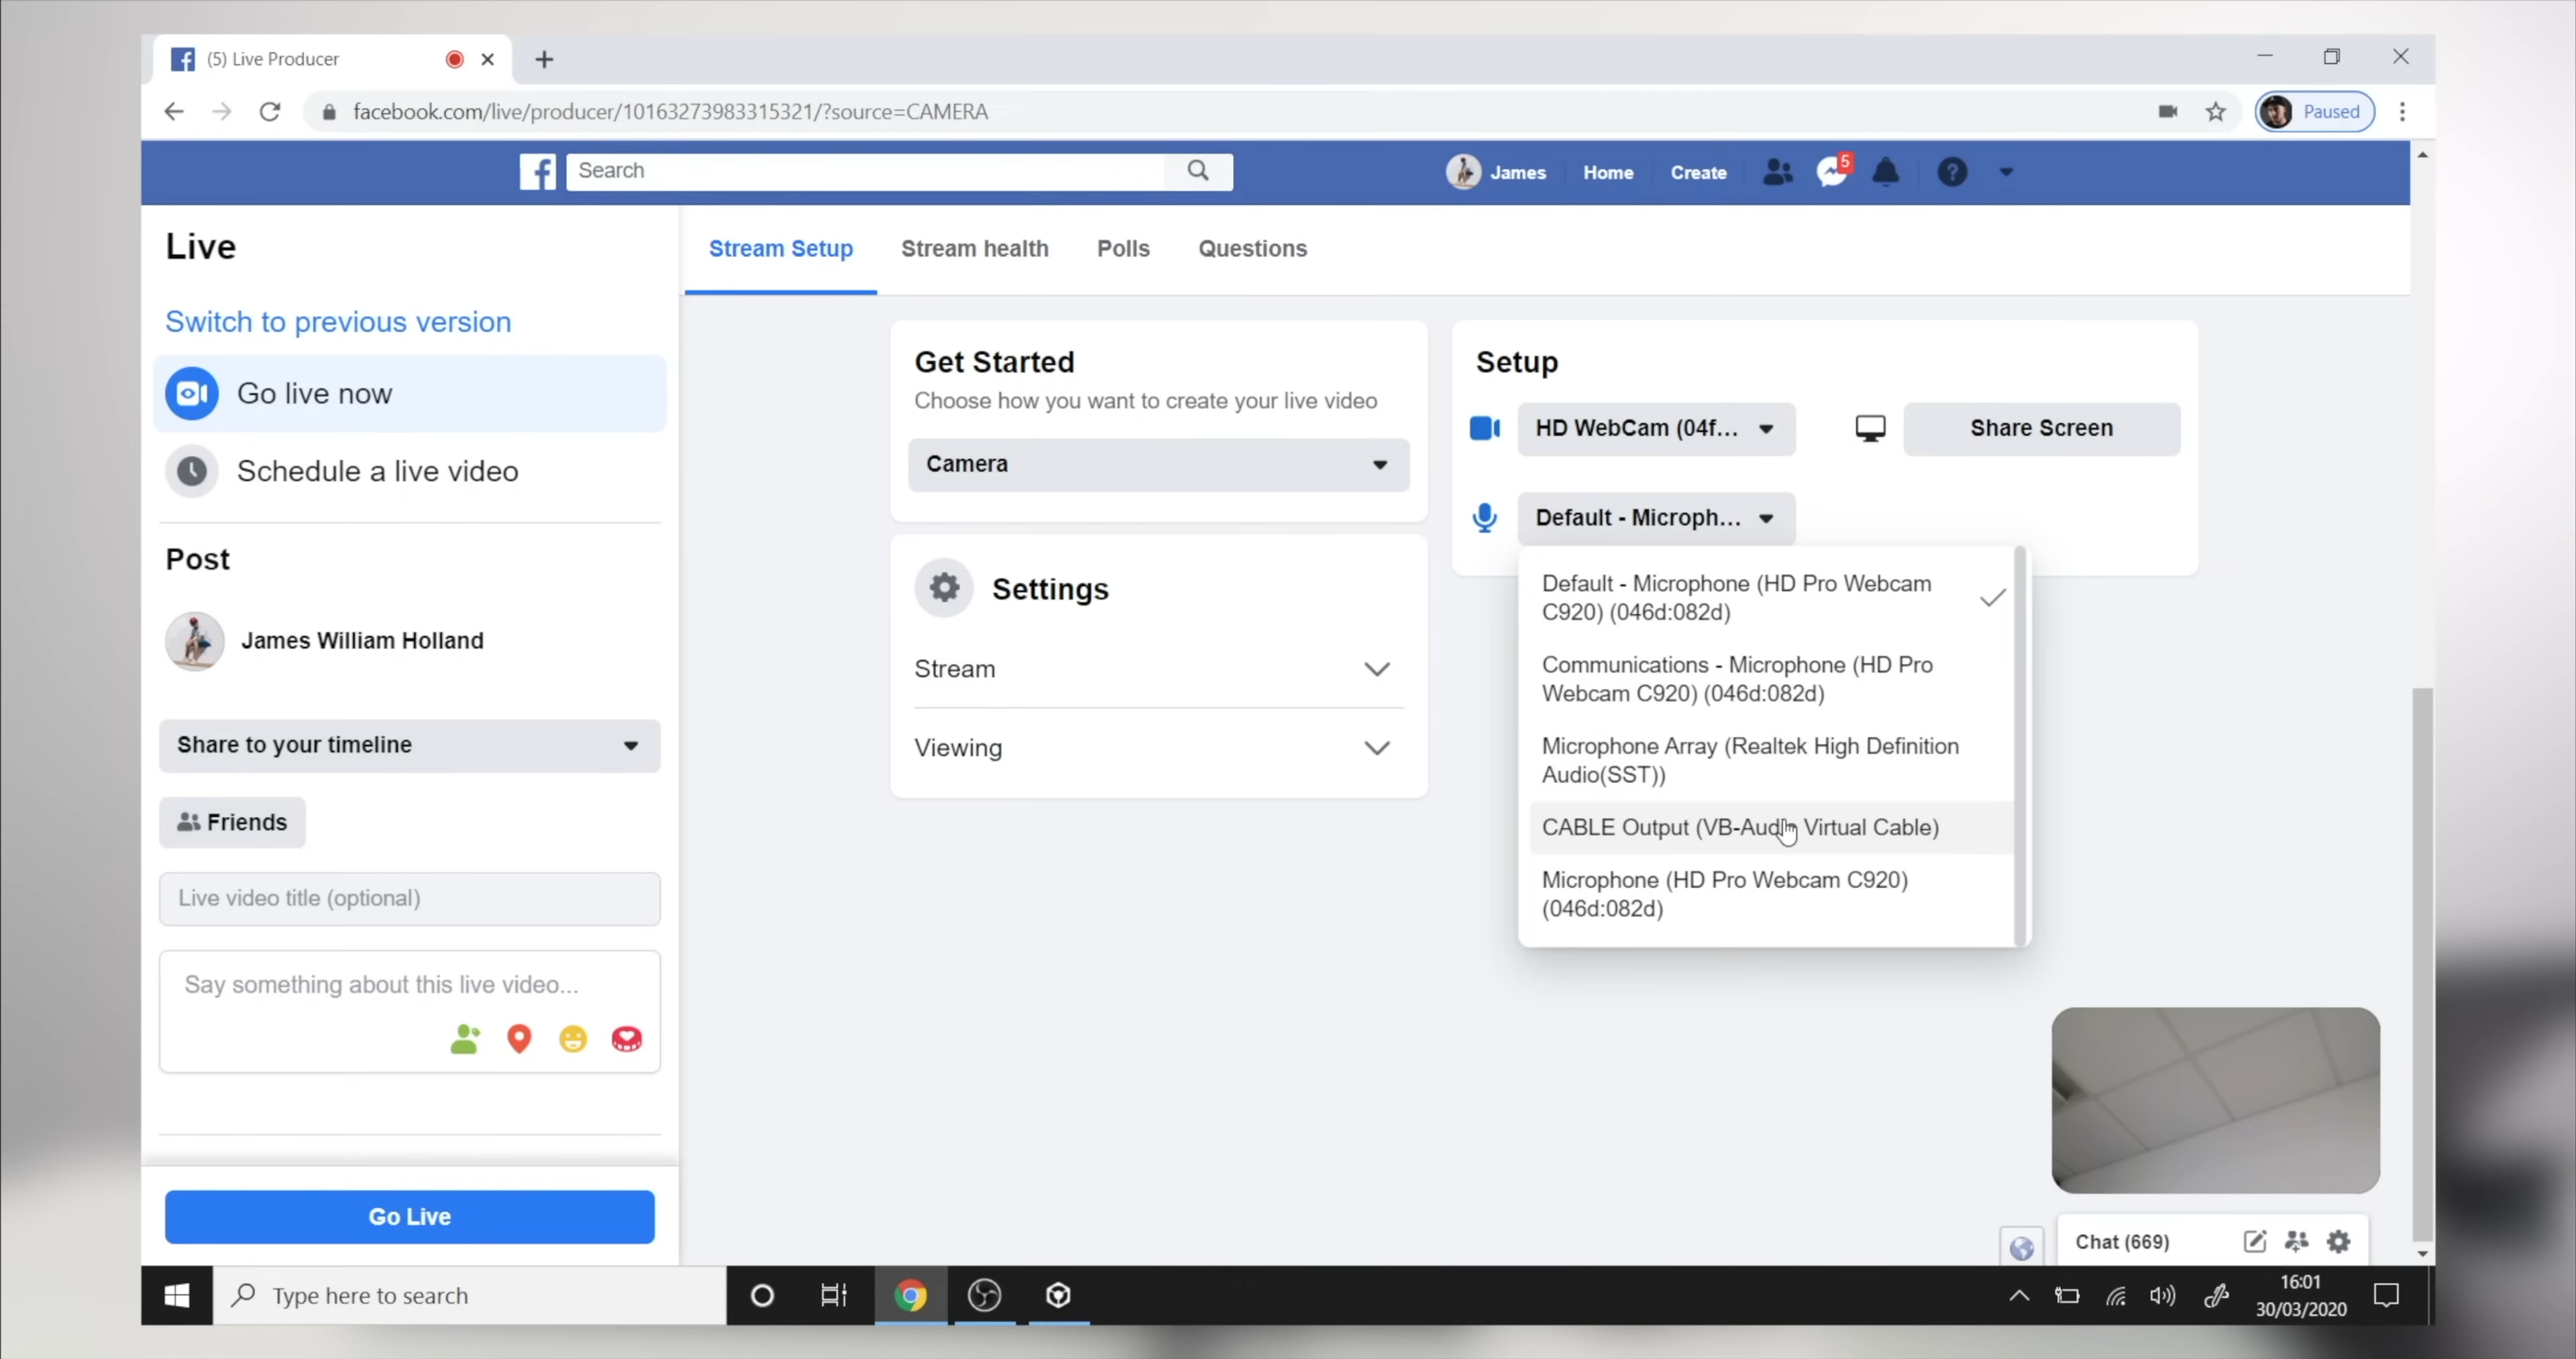 (5) Live Producer
facebook.com/live/producer/10163273983315321/?source=CAMERA
Paused
Search
James
Home
Create
5
Live
Switch to previous version
Go live now
Schedule a live video
Post
James William Holland
Share to your timeline
Friends
Live video title (optional)
Say something about this live video...
Go Live
Stream Setup
Stream health
Polls
Questions
Get Started
Choose how you want to create your live video
Camera
Settings
Stream
Viewing
Setup
HD WebCam (04f...
Share Screen
Default - Microph...
Default - Microphone (HD Pro Webcam
C920) (046d:082d)
Communications - Microphone (HD Pro
Webcam C920) (046d:082d)
Microphone Array (Realtek High Definition
Audio(SST))
CABLE Output (VB-Audio Virtual Cable)
Microphone (HD Pro Webcam C920)
(046d:082d)
Chat (669)
Type here to search
16:01
30/03/2020